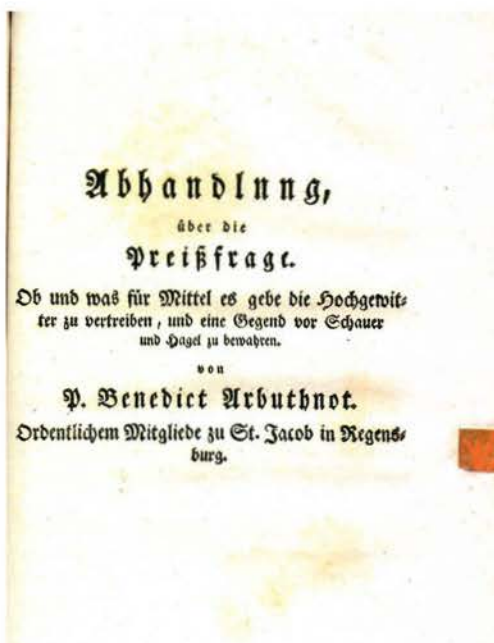 Abhandlnng,
über die
Preißfrage.
Ob und was für Mittel es gebe die Hochgewit-
ter zu vertreiben, und eine Gegend vor Schauer
und Hagel zu bewahren.
von
P. Benedict Arbuthnot.
Ordentlichem Mitgliede zu St. Jacob in Regens-
burg.